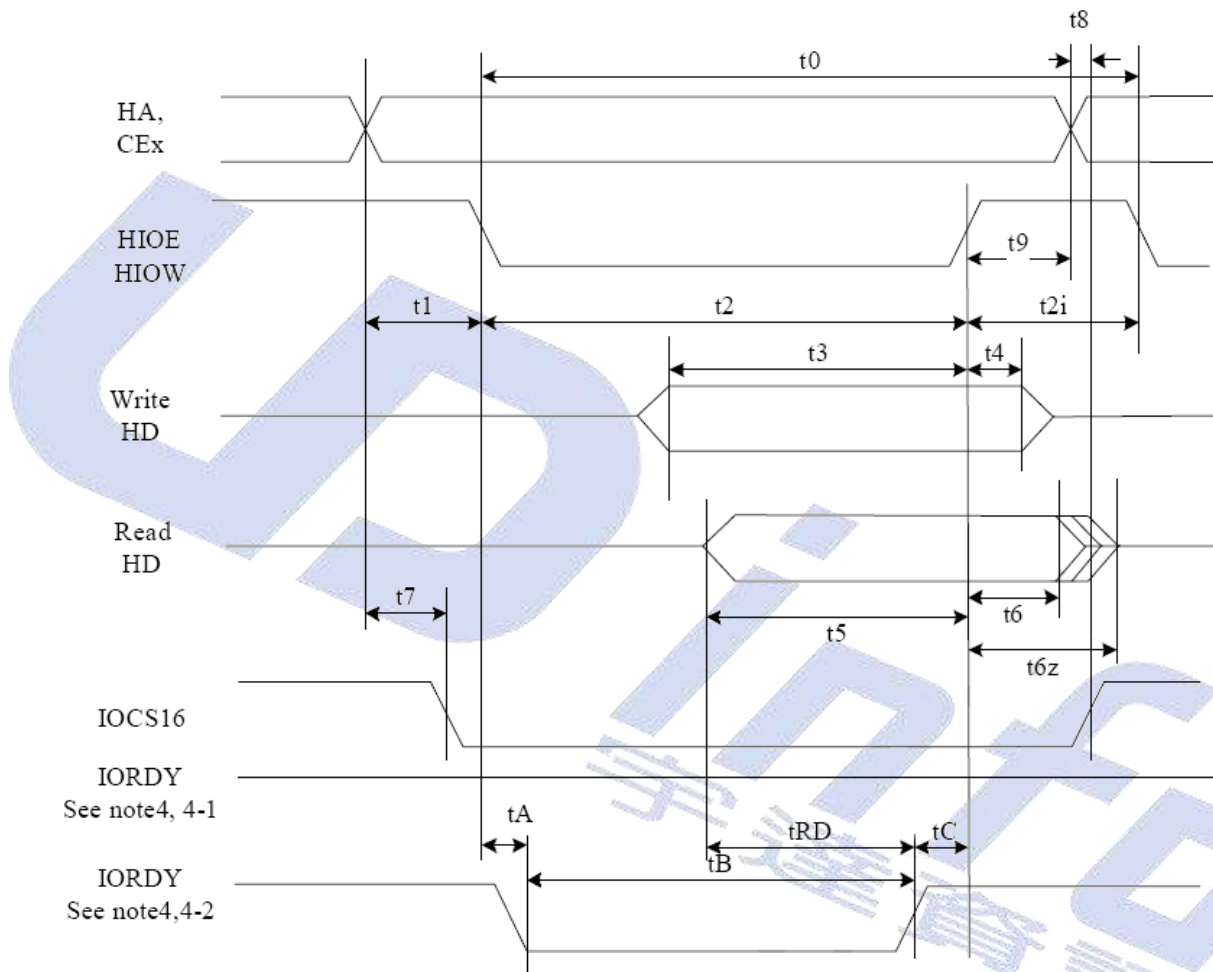 t8
t0
HA,
CEx
HIOE
HIOW
t9
t1
t2
t2i
t3
t4
Write
HD
Read
HD
t7
t6
t5
t6z
IOCS16
IORDY
See note4, 4-1
tA
tRD
tC
tB
IORDY
See note4,4-2